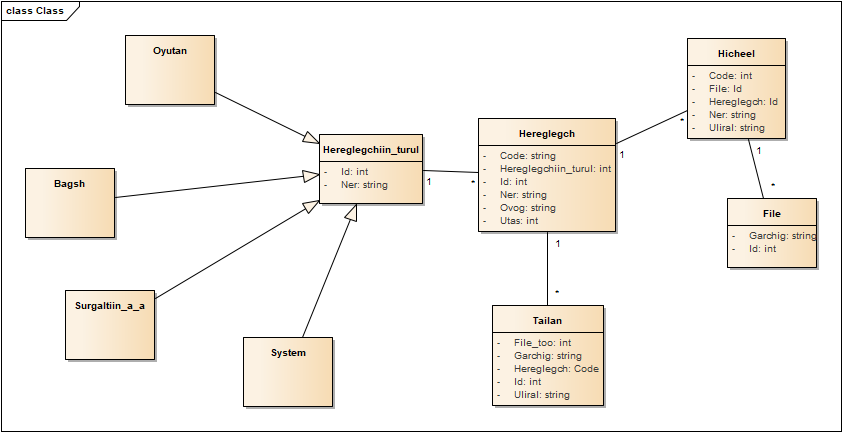 class Class
Oyutan
Bagsh
Surgaltiin_a_a
System
Hereglegchiin_turul
- Id: int
- Ner: string
1
*
Hereglegch
- Code: string
- Hereglegchiin_turul: int
- Id: int
- Ner: string
- Ovog: string
- Utas: int
1
*
1
*
Hicheel
- Code: int
- File: Id
- Hereglegch: Id
- Ner: string
- Uliral: string
1
*
File
- Garchig: string
- Id: int
Tailan
- File_too: int
- Garchig: string
- Hereglegch: Code
- Id: int
- Uliral: string